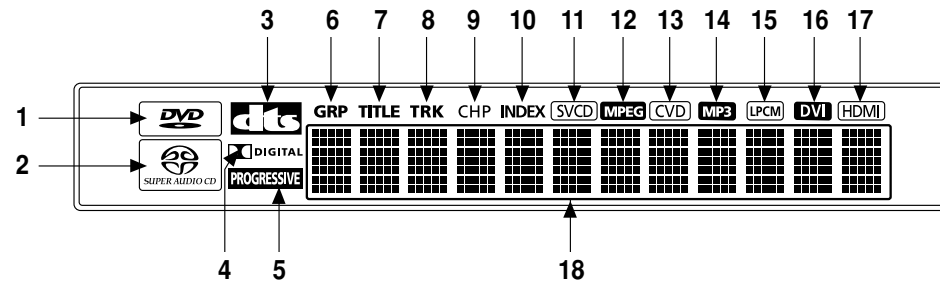 3 6 7 8 9 10 11 12 13 14 15 16 17
1 DVD dts GRP TITLE TRK CHP INDEX SVCD MPEG CVD MP3 LPCM DVI HDMI
2 SUPER AUDIO CD DIGITAL
PROGRESSIVE
4 5 18